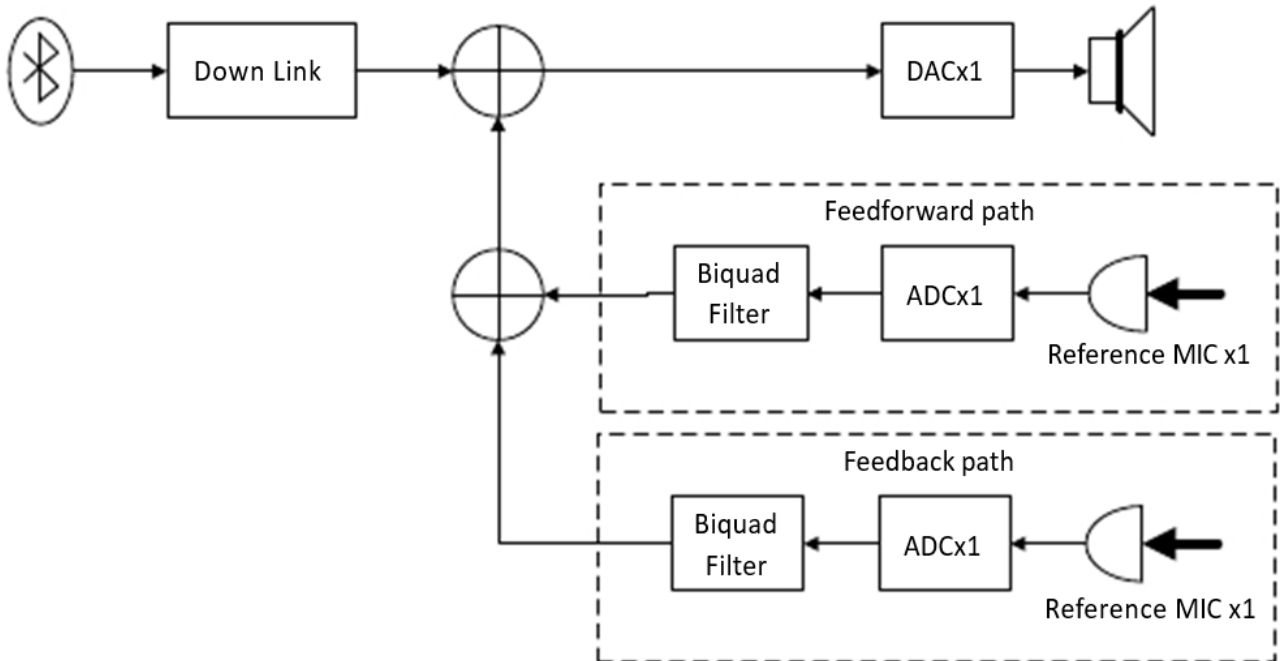 Down Link
DACx1
Feedforward path
Biquad
Filter
ADCx1
Reference MIC x1
Feedback path
Biquad
Filter
ADCx1
Reference MIC x1